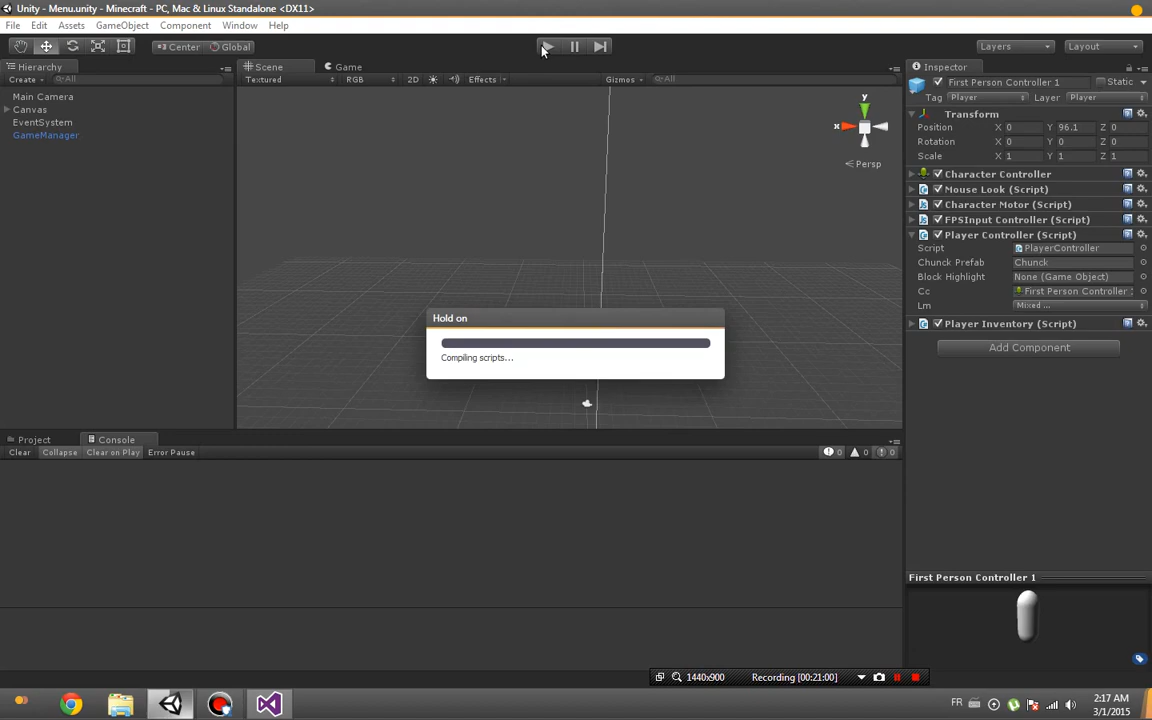 Unity - Menu.unity - Minecraft - PC, Mac & Linux Standalone <DX11>
File Edit Assets GameObject Component Window Help
Center Global Layers Layout
Hierarchy Scene Game Inspector
Create All Textured RGB 2D Effects Gizmos All
First Person Controller 1 Static
Tag Player Layer Player
Main Camera
Canvas
EventSystem
GameManager
y
x
Persp
Transform
Position X 0 Y 96.1 Z 0
Rotation X 0 Y 0 Z 0
Scale X 1 Y 1 Z 1
Character Controller
Mouse Look (Script)
Character Motor (Script)
FPSInput Controller (Script)
Player Controller (Script)
Script PlayerController
Chunck Prefab Chunck
Block Highlight None (Game Object)
Cc First Person Controller
Lm Mixed ...
Player Inventory (Script)
Add Component
Hold on
Compiling scripts...
Project Console
Clear Collapse Clear on Play Error Pause 0 0 0
First Person Controller 1
1440x900 Recording [00:21:00]
FR 2:17 AM
3/1/2015